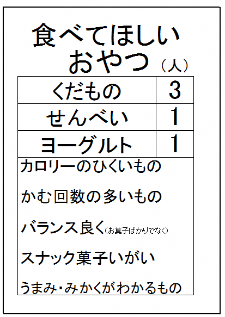 食べてほしい
おやつ（人）
くだもの 3
せんべい 1
ヨーグルト 1
カロリーのひくいもの
かむ回数の多いもの
バランス良く（お菓子ばかりでなく）
スナック菓子いがい
うまみ・みかくがわかるもの